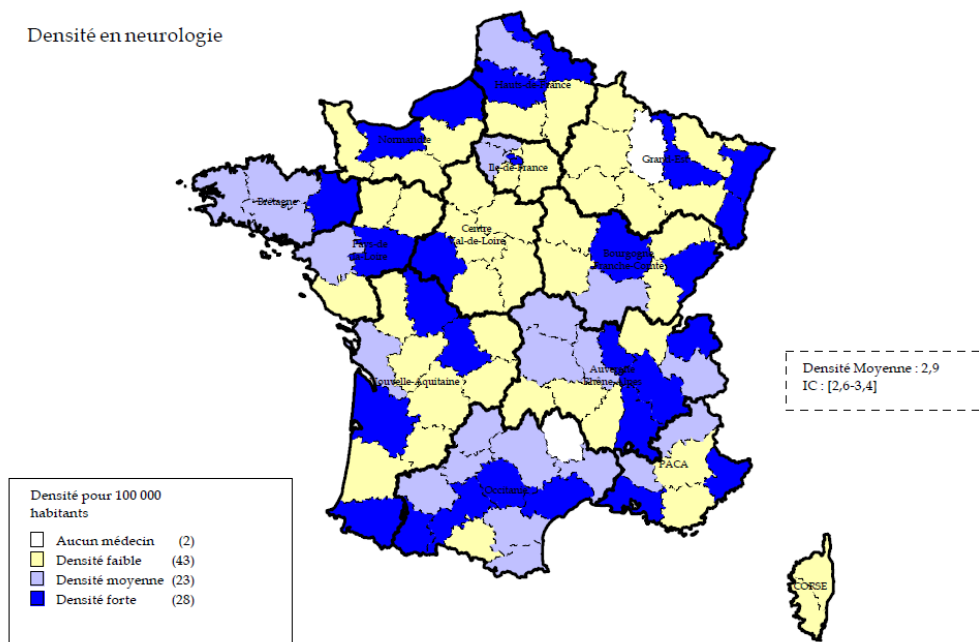 Densité en neurologie
Hauts-de-France
Normandie
Grand-Est
Ile-de-France
Bretagne
Centre
Val-de-Loire
Pays-de
la-Loire
Bourgogne
Franche-Comté
Auvergne
Rhône-Alpes
Nouvelle-Aquitaine
Densité Moyenne : 2,9
IC : [2,6-3,4]
PACA
Occitanie
CORSE
Densité pour 100 000
habitants
Aucun médecin (2)
Densité faible (43)
Densité moyenne (23)
Densité forte (28)